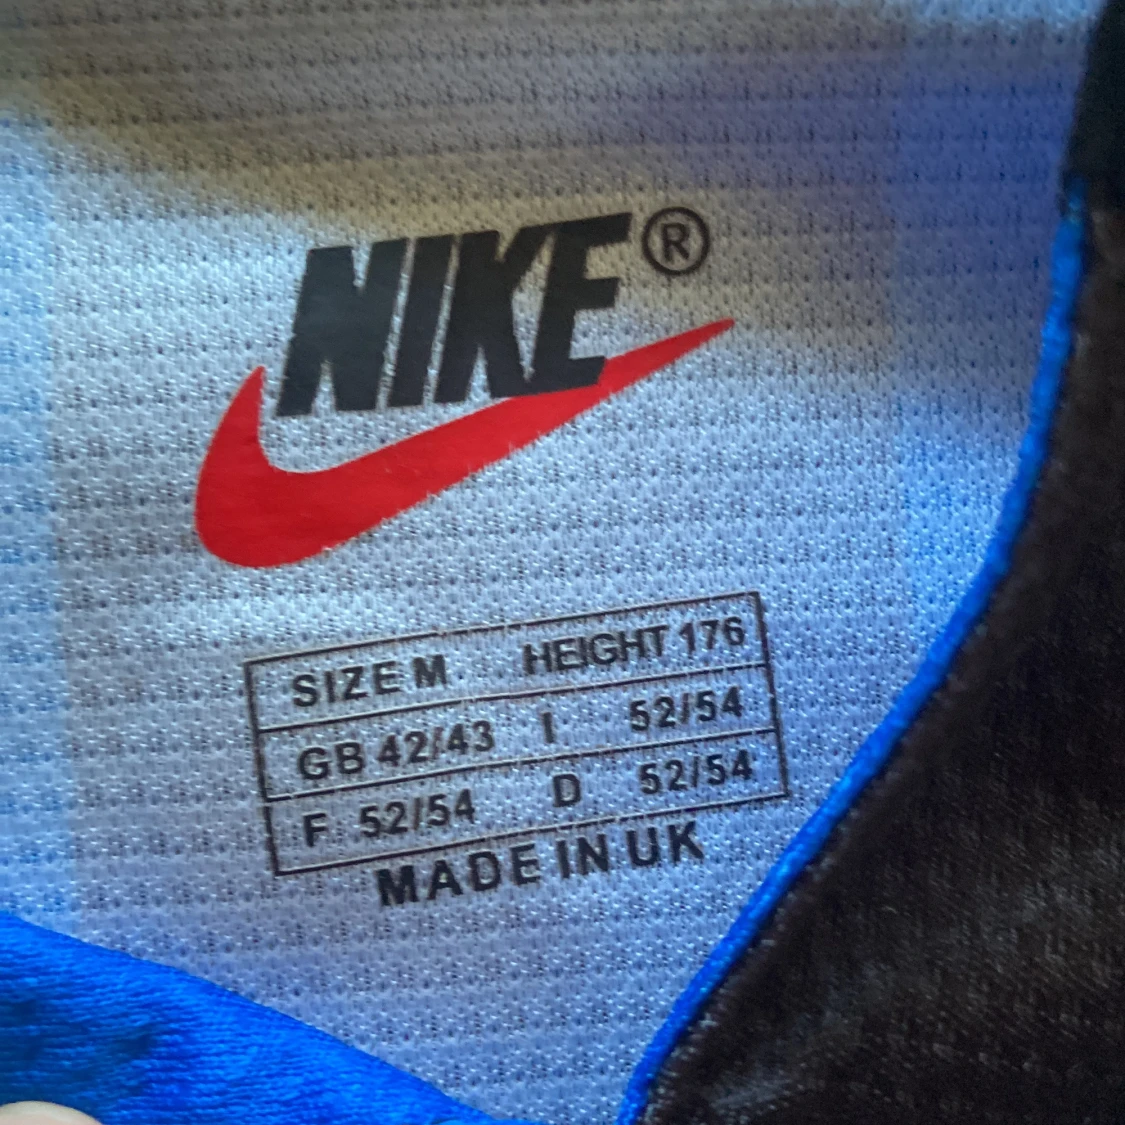 NIKE®
SIZE M HEIGHT 176
GB 42/43 I 52/54
F 52/54 D 52/54
MADE IN UK